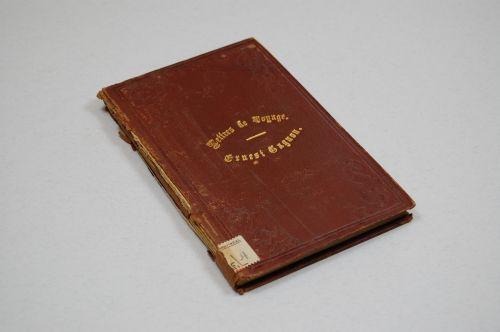 Lettres de Voyage.
Ernest Gagnon.